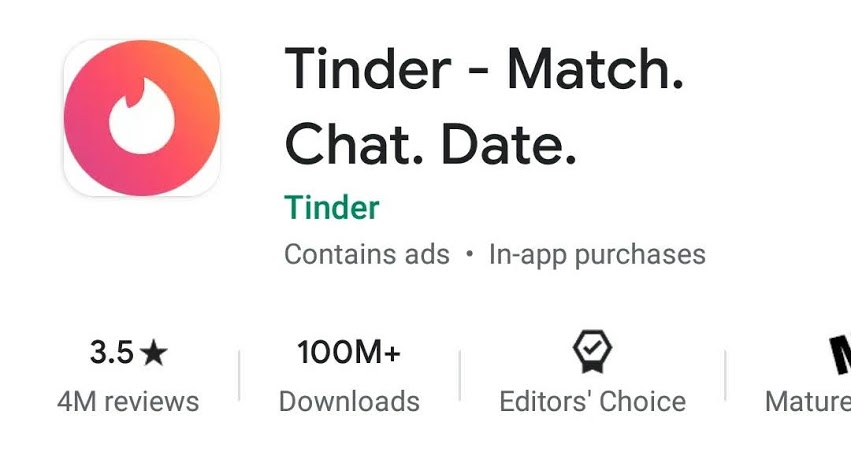 Tinder - Match.
Chat. Date.
Tinder
Contains ads • In-app purchases
3.5★ 100M+
4M reviews Downloads Editors' Choice Mature